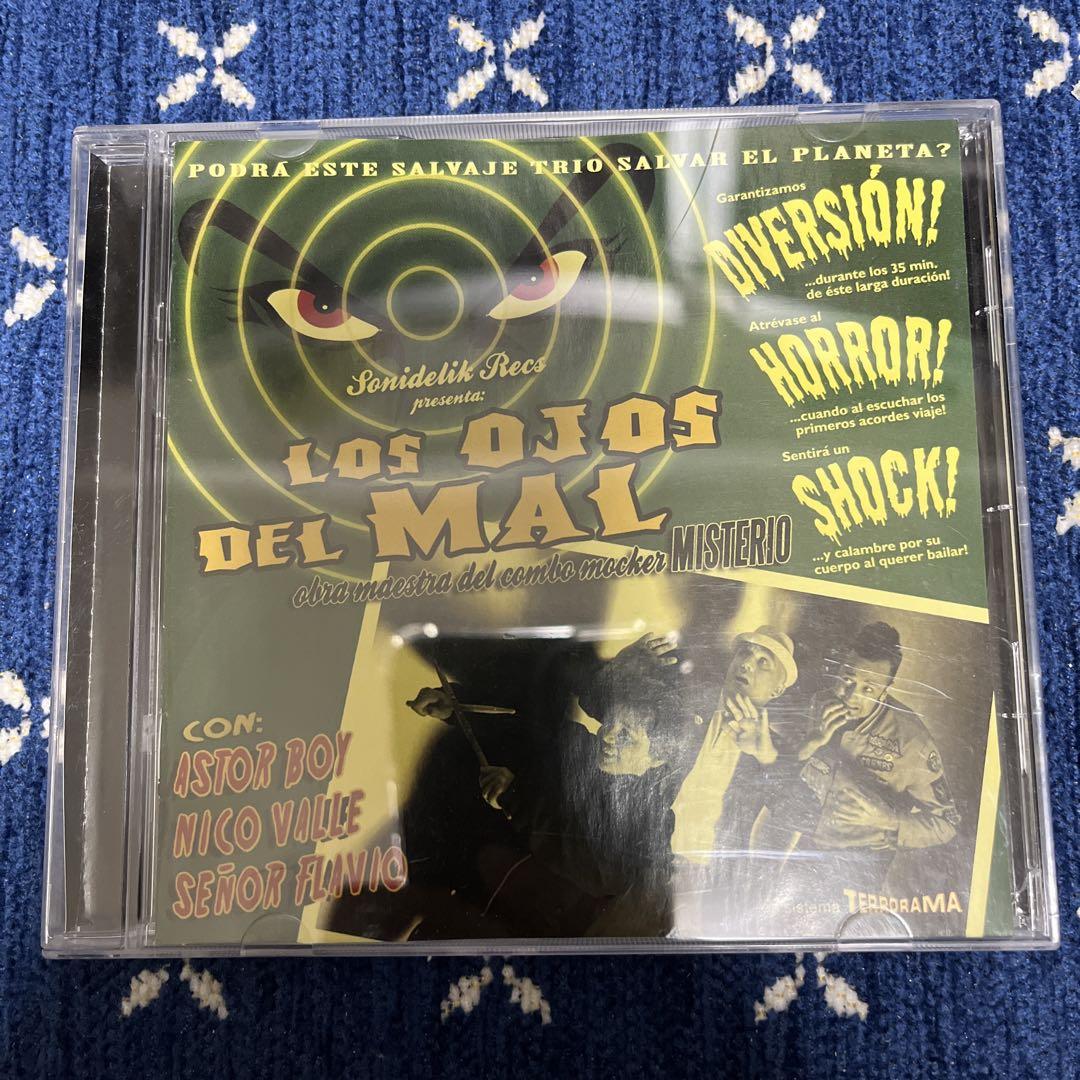 PODRÁ ESTE SALVAJE TRIO SALVAR EL PLANETA?
Garantizamos
DIVERSIÓN!
...durante los 35 min.
de éste larga duración!
Atrévase al
HORROR!
...cuando al escuchar los
primeros acordes viaje!
Sentirá un
SHOCK!
...y calambre por su
cuerpo al querer bailar!
Sonidelik Recs
presenta:
LOS OJOS
DEL MAL
obra maestra del combo mocker MISTERIO
CON:
ASTOR BOY
NICO VALLE
SEÑOR FLAVIO
sistema TERRORAMA